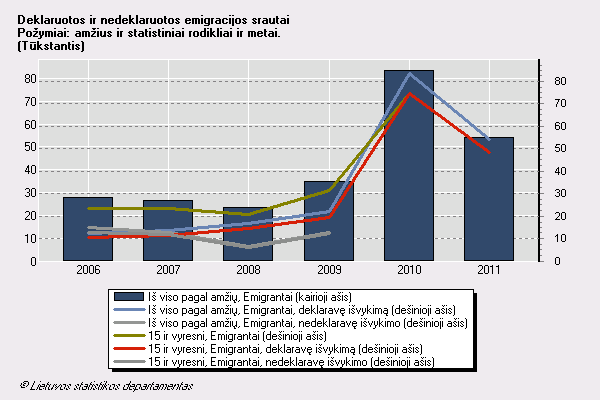 Deklaruotos ir nedeklaruotos emigracijos srautai
Požymiai: amžius ir statistiniai rodikliai ir metai.
(Tūkstantis)
80 80
70 70
60 60
50 50
40 40
30 30
20 20
10 10
0 0
2006 2007 2008 2009 2010 2011
Iš viso pagal amžių, Emigrantai (kairioji ašis)
Iš viso pagal amžių, Emigrantai, deklaravę išvykimą (dešinioji ašis)
Iš viso pagal amžių, Emigrantai, nedeklaravę išvykimo (dešinioji ašis)
15 ir vyresni, Emigrantai (dešinioji ašis)
15 ir vyresni, Emigrantai, deklaravę išvykimą (dešinioji ašis)
15 ir vyresni, Emigrantai, nedeklaravę išvykimo (dešinioji ašis)
© Lietuvos statistikos departamentas